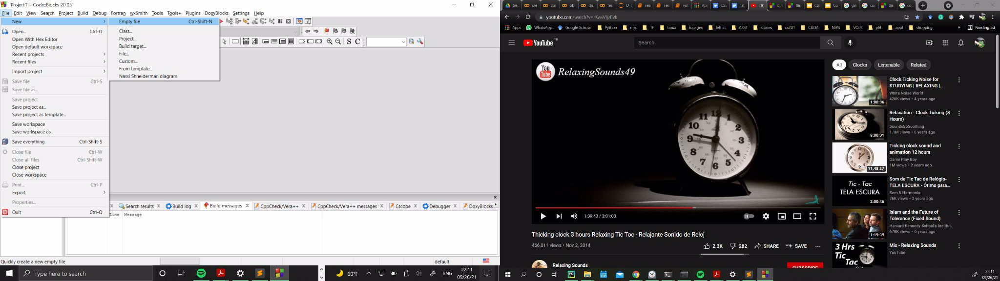 [Project1] - Code::Blocks 20.03
File Edit View Search Project Build Debug Fortran wxSmith Tools Tools+ Plugins DoxyBlocks Settings Help
New
Open... Ctrl-O
Open With Hex Editor
Open default workspace
Recent projects
Recent files
Import project
Save file Ctrl-S
Save file as...
Save project
Save project as...
Save project as template...
Save workspace
Save workspace as...
Save everything Ctrl-Shift-S
Close file Ctrl-W
Close all files Ctrl-Shift-W
Close project
Close workspace
Print... Ctrl-P
Export
Properties...
Quit Ctrl-Q
Empty file Ctrl-Shift-N
Class...
Project...
Build target...
File...
Custom...
From template...
Nassi Shneiderman diagram
S C
Search results Build log Build messages CppCheck/Vera++ CppCheck/Vera++ messages Cscope Debugger DoxyBlocks
Line Message
Quickly create a new empty file default
Type here to search 60°F ENG 22:11
09/26/21
youtube.com/watch?v=rKwsVIjzBvk
Apps WhatsApp Google Scholar Python msc TF tmux iopages left at ASST stories cs201 CUDA NIPS VOLK phh appl shopping » Reading list
YouTube TR
Search
You Tube RelaxingSounds49
11 12 1
10 2
9 3
8 4
7 6 5
1:39:43 / 3:01:03
Thicking clock 3 hours Relaxing Tic Toc - Relajante Sonido de Reloj
466,011 views • Nov 2, 2014 2.3K 282 SHARE SAVE
Relaxing Sounds SUBSCRIBE
All Clocks Listenable Related
Clock Ticking Noise for
STUDYING | RELAXING |...
White Noise World
426K views • 4 years ago
1:00:06
Relaxation - Clock Ticking (8
Hours)
SoundsSoSoothing
1.1M views • 6 years ago
8:00:01
Ticking clock sound and
animation 12 hours
Game Play Boy
1M views • 2 years ago
11:48:37
Tic - Tac
TELA ESCURA
2:00:46
Som de Tic Tac de Relógio-
TELA ESCURA - Ótimo para...
Som & Harmonia
76K views • 2 years ago
Islam and the Future of
Tolerance (Fixed Sound)
Harvard Kennedy School's Institut...
678K views • 6 years ago
1:19:39
3 Hrs
Tic
Tac
Mix - Relaxing Sounds
YouTube
22:11
09/26/21